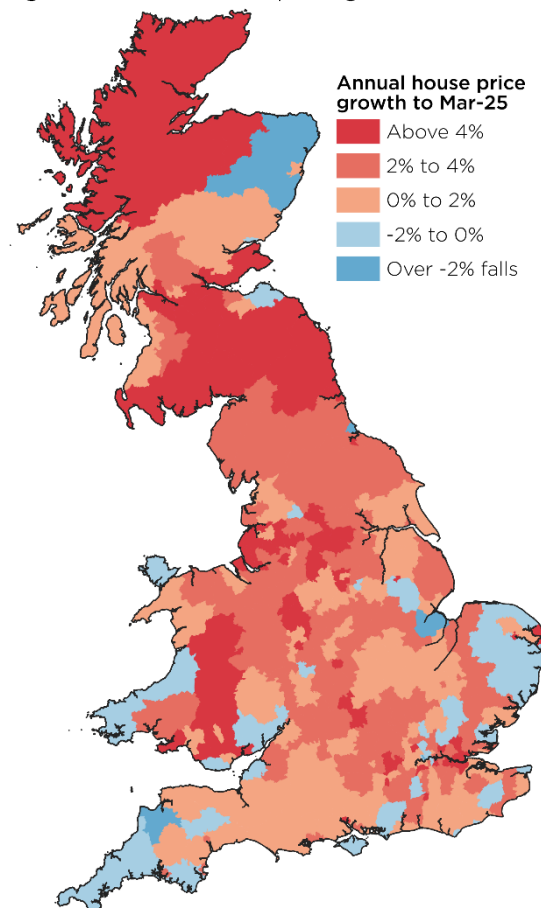 Annual house price
growth to Mar-25
Above 4%
2% to 4%
0% to 2%
-2% to 0%
Over -2% falls